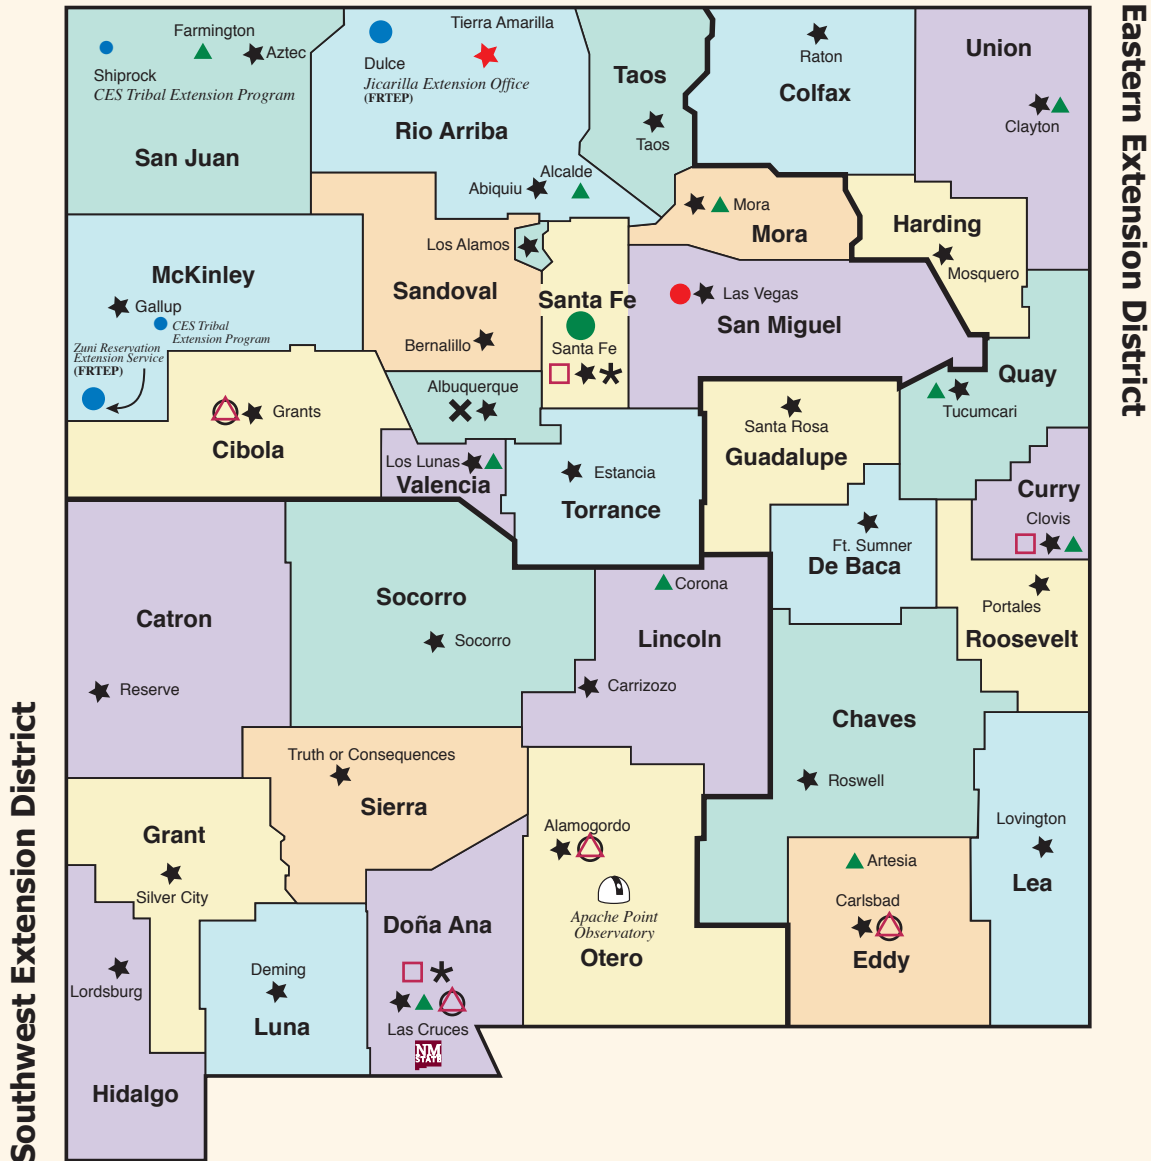 Farmington
Aztec
Shiprock
CES Tribal Extension Program
San Juan
Tierra Amarilla
Dulce
Jicarilla Extension Office
(FRTEP)
Rio Arriba
Alcalde
Abiquiu
Taos
Taos
Raton
Colfax
Union
Clayton
Eastern Extension District
Mora
Mora
Harding
Mosquero
McKinley
Gallup
CES Tribal
Extension Program
Zuni Reservation
Extension Service
(FRTEP)
Los Alamos
Sandoval
Bernalillo
Santa Fe
Santa Fe
Las Vegas
San Miguel
Quay
Tucumcari
Albuquerque
Grants
Cibola
Los Lunas
Valencia
Estancia
Torrance
Santa Rosa
Guadalupe
Curry
Clovis
Ft. Sumner
De Baca
Portales
Roosevelt
Catron
Reserve
Socorro
Socorro
Corona
Lincoln
Carrizozo
Chaves
Roswell
Southwest Extension District
Truth or Consequences
Sierra
Grant
Silver City
Alamogordo
Apache Point
Observatory
Otero
Artesia
Carlsbad
Eddy
Lovington
Lea
Lordsburg
Hidalgo
Deming
Luna
Doña Ana
Las Cruces
NM
STATE